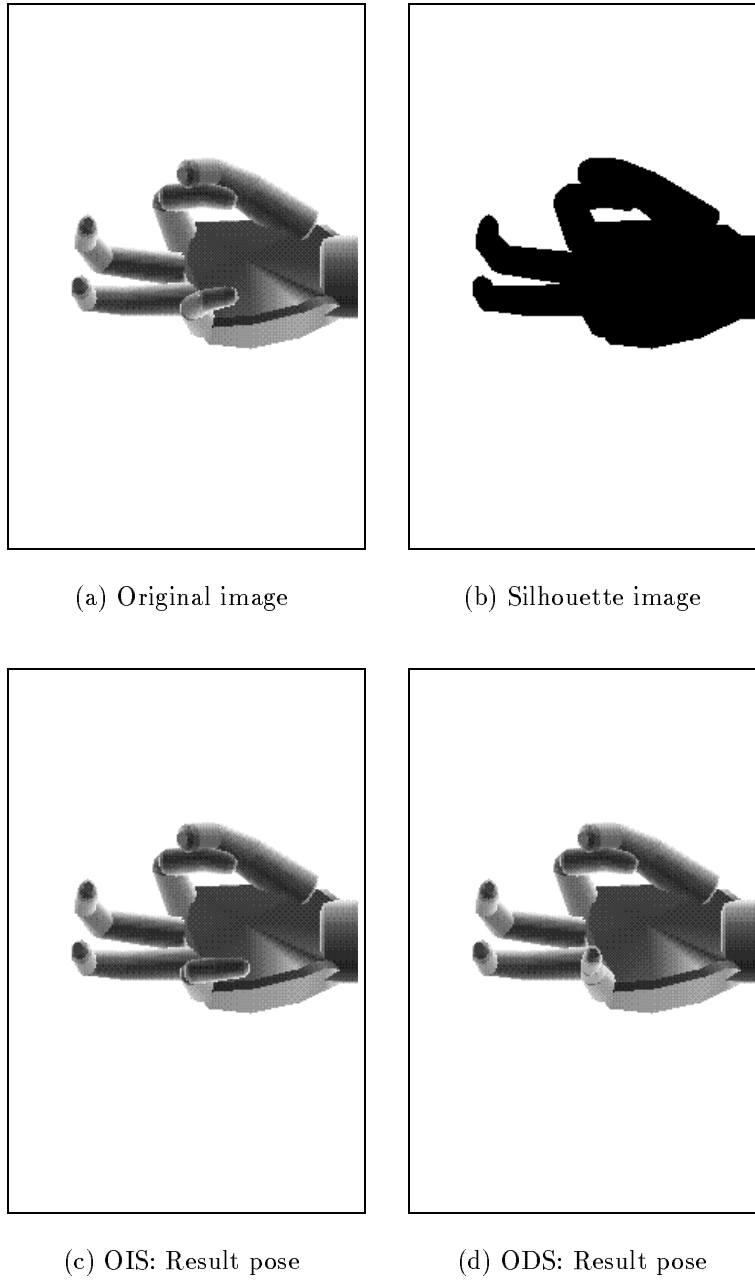 (a) Original image
(b) Silhouette image
(c) OIS: Result pose
(d) ODS: Result pose